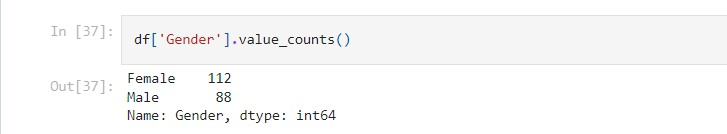 In [37]: df['Gender'].value_counts()
Out[37]: Female    112
Male       88
Name: Gender, dtype: int64